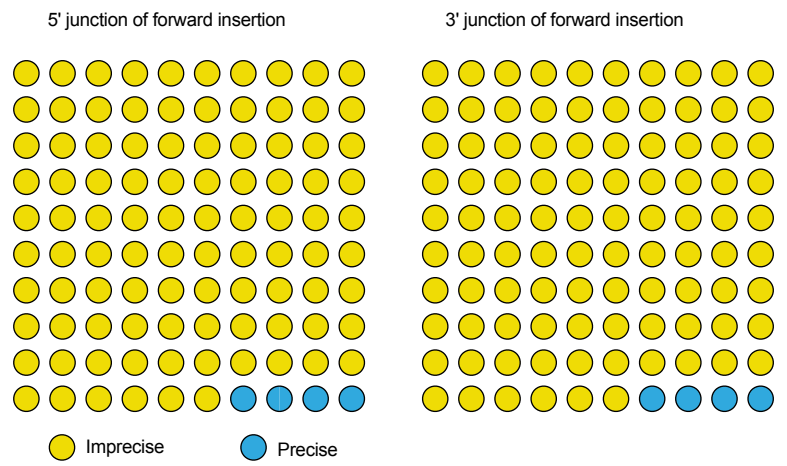 5' junction of forward insertion
3' junction of forward insertion
Imprecise
Precise